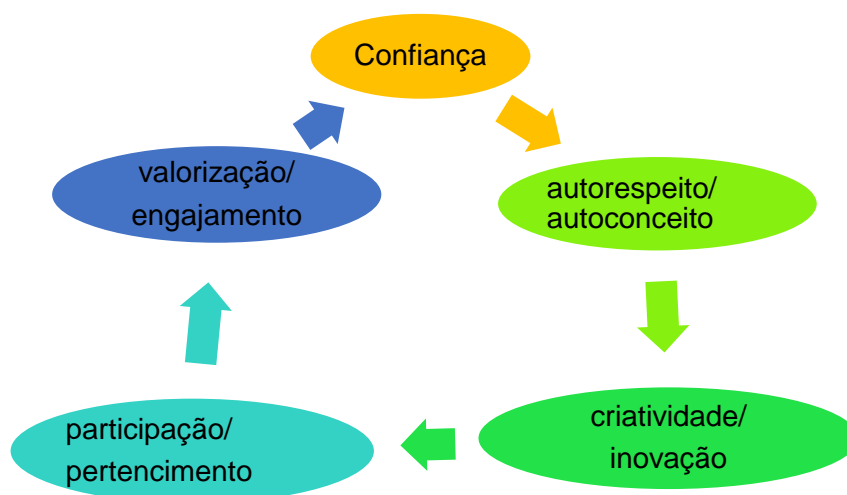 Confiança
valorização/
engajamento
autorespeito/
autoconceito
participação/
pertencimento
criatividade/
inovação